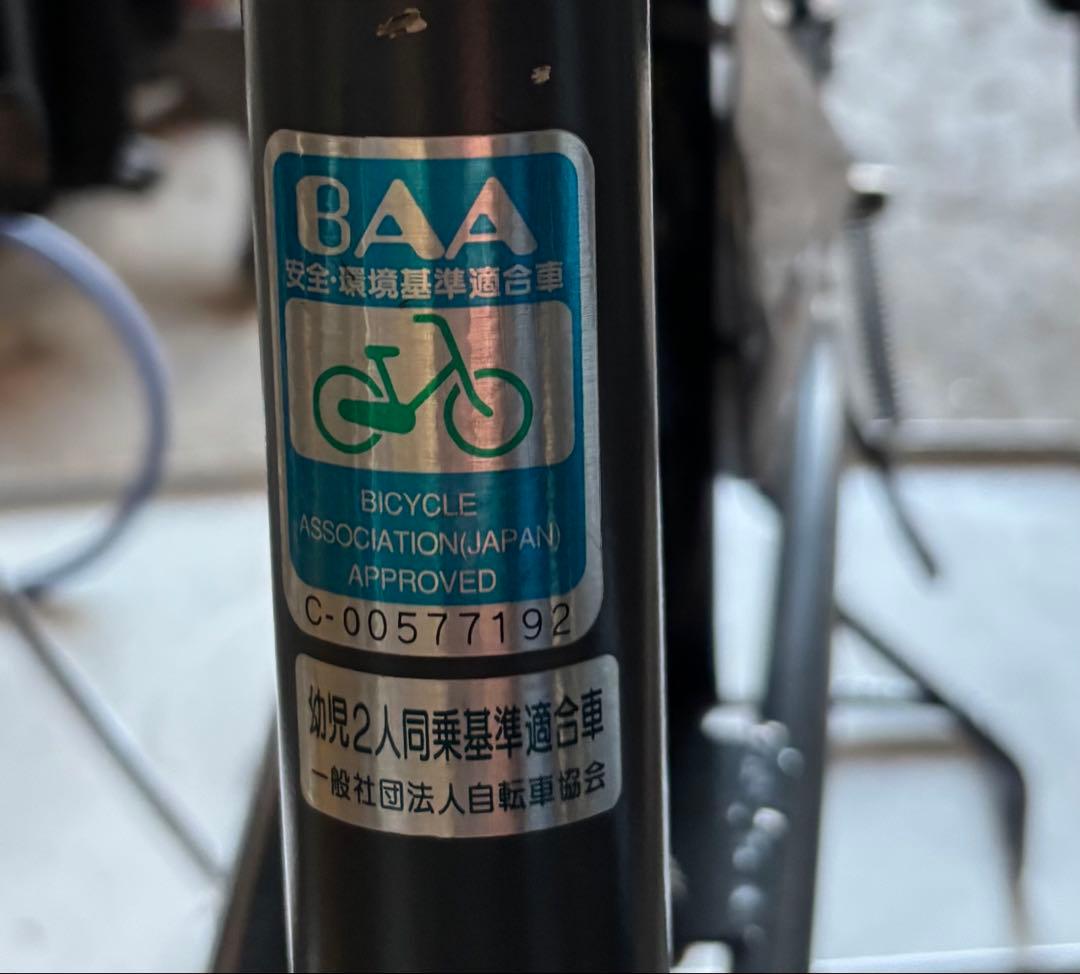 BAA
安全·環境基準適合車
BICYCLE
ASSOCIATION(JAPAN)
APPROVED
C-00577192
幼児2人同乗基準適合車
一般社団法人自転車協会